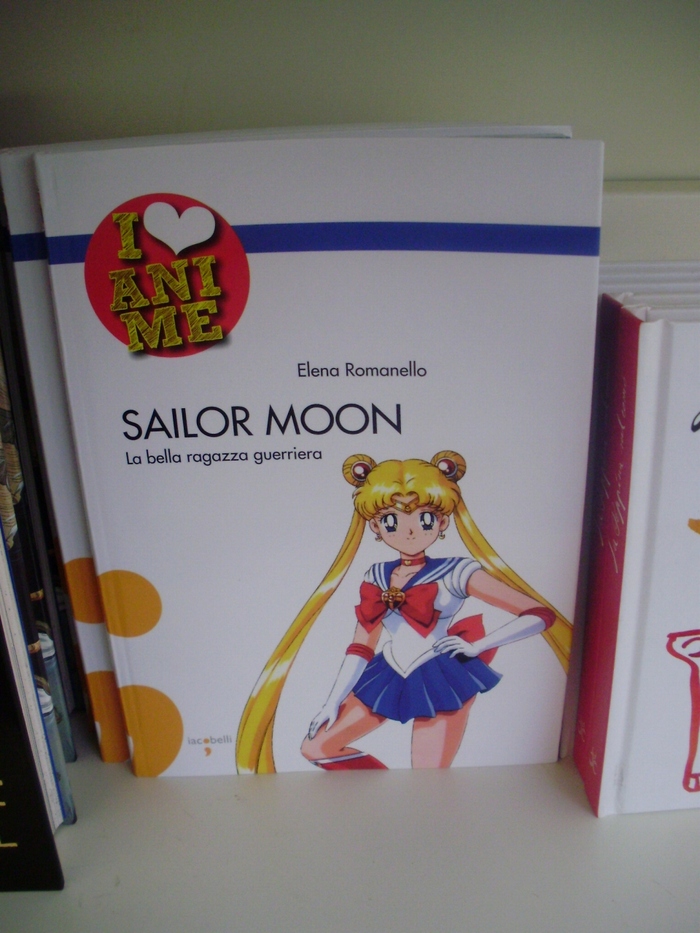 I
ANI
ME
Elena Romanello
SAILOR MOON
La bella ragazza guerriera
iacobelli